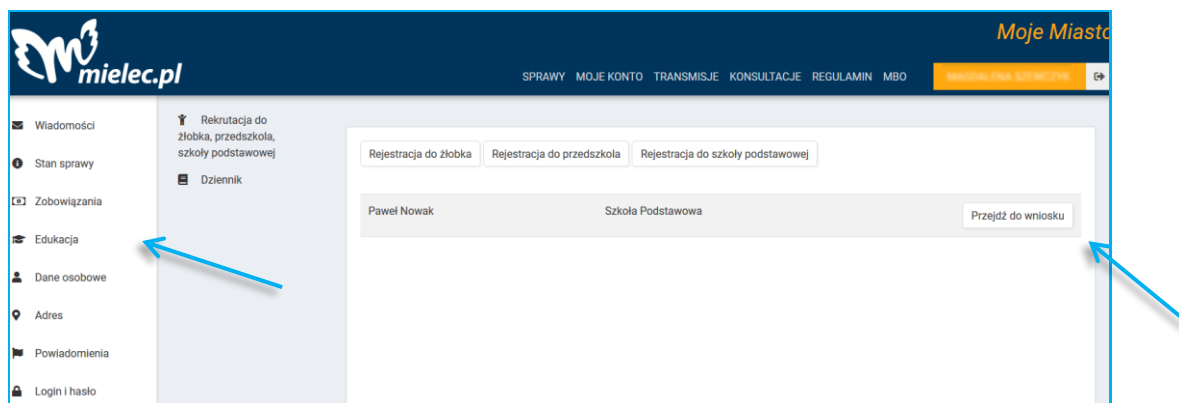 Moje Miasto
mielec.pl
SPRAWY MOJE KONTO TRANSMISJE KONSULTACJE REGULAMIN MBO
Wiadomości
Stan sprawy
Zobowiązania
Edukacja
Dane osobowe
Adres
Powiadomienia
Login i hasło
Rekrutacja do
żłobka, przedszkola,
szkoły podstawowej
Dziennik
Rejestracja do żłobka Rejestracja do przedszkola Rejestracja do szkoły podstawowej
Paweł Nowak Szkoła Podstawowa Przejdź do wniosku